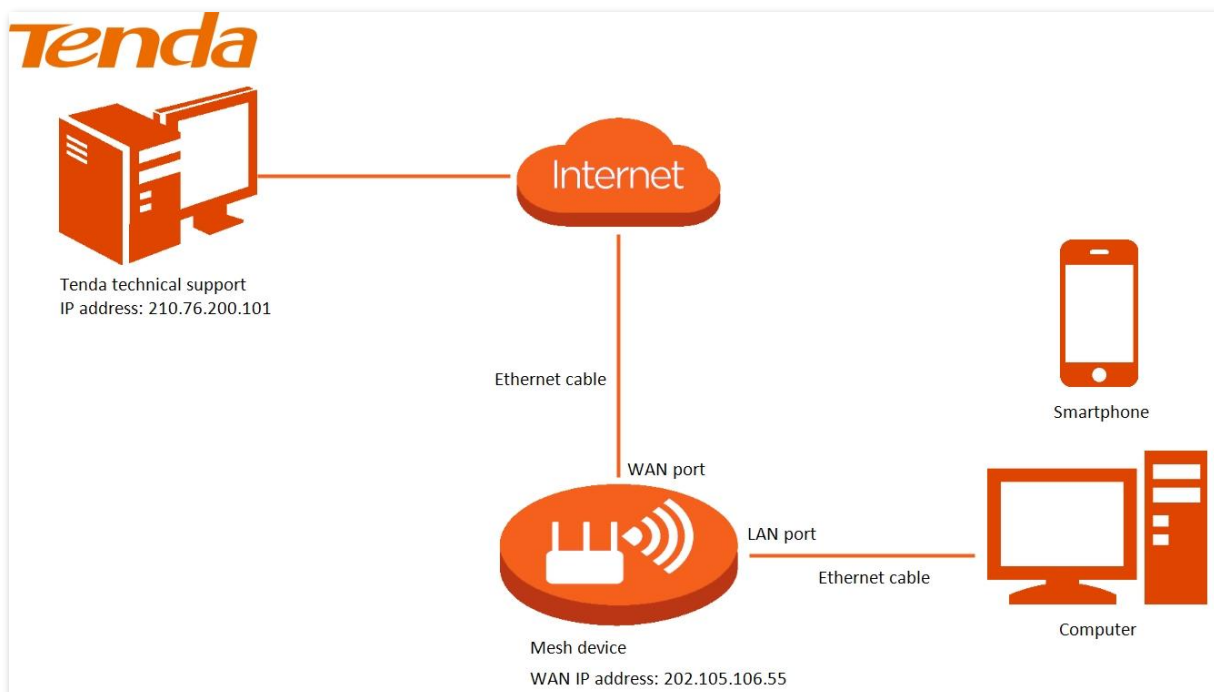 Tenda
Internet
Tenda technical support
IP address: 210.76.200.101
Ethernet cable
Smartphone
WAN port
LAN port
Ethernet cable
Computer
Mesh device
WAN IP address: 202.105.106.55